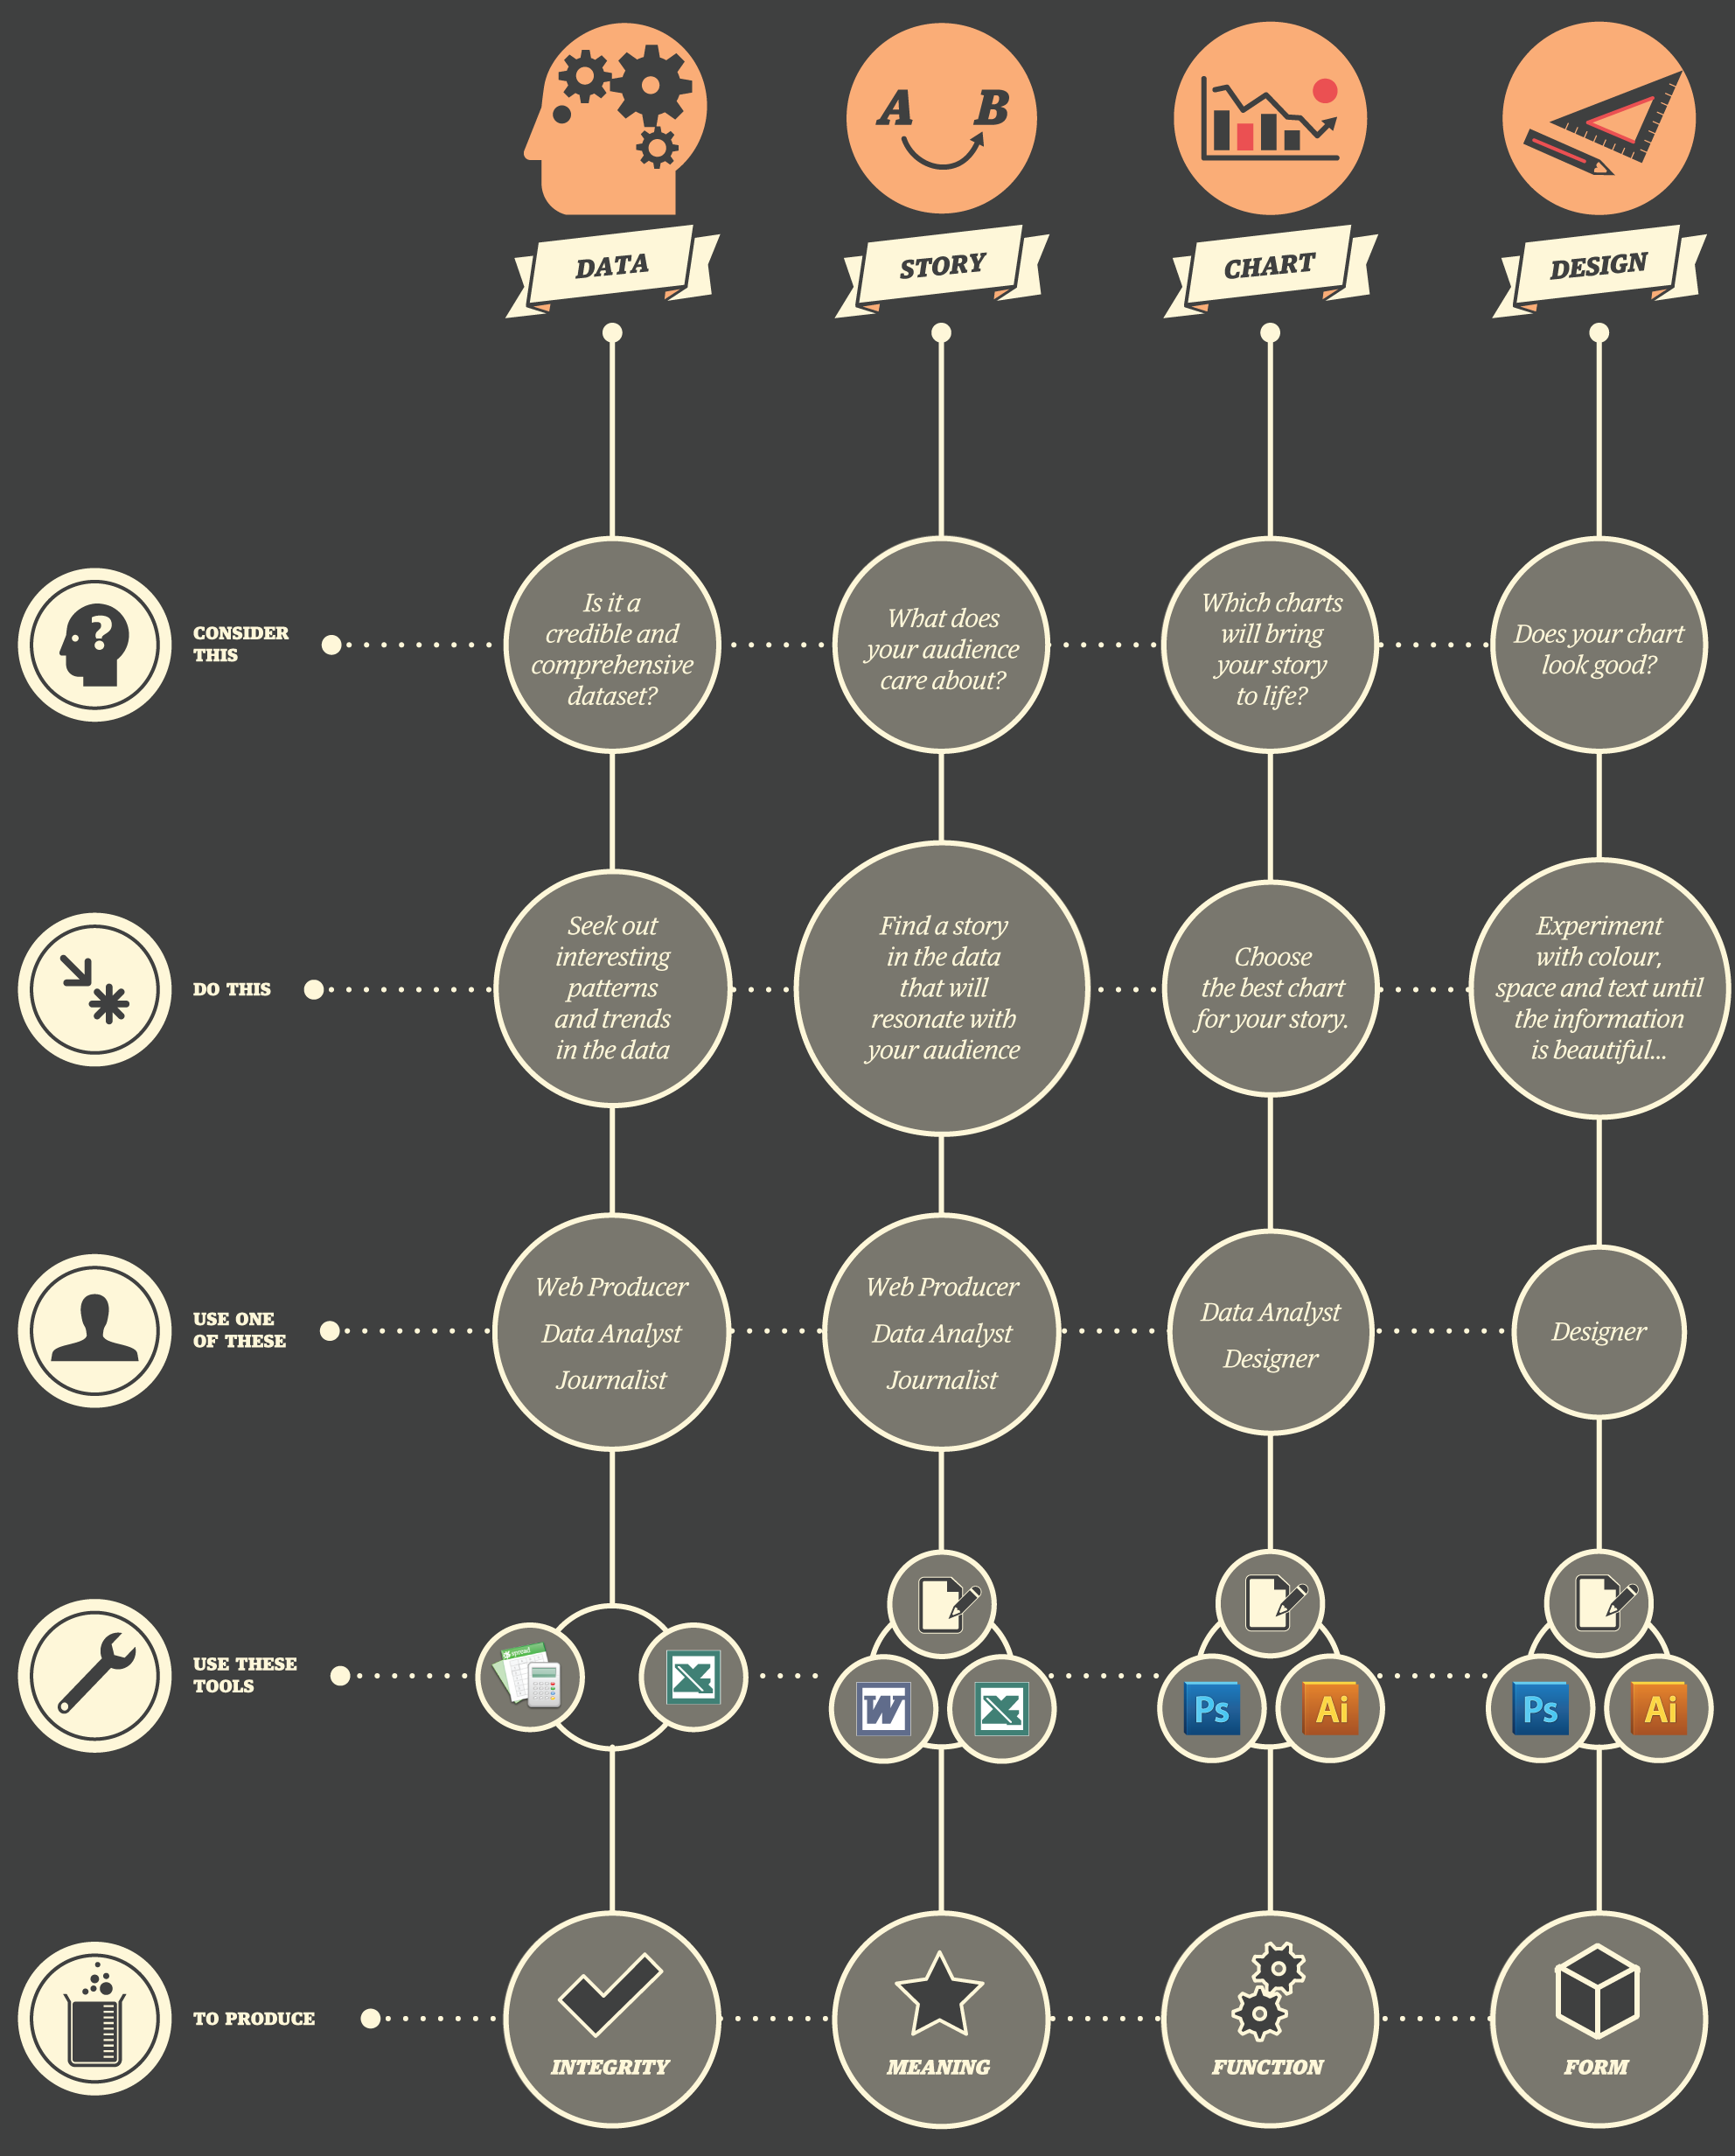 A B
DATA
STORY
CHART
DESIGN
?
CONSIDER
THIS
Is it a
credible and
comprehensive
dataset?
What does
your audience
care about?
Which charts
will bring
your story
to life?
Does your chart
look good?
DO THIS
Seek out
interesting
patterns
and trends
in the data
Find a story
in the data
that will
resonate with
your audience
Choose
the best chart
for your story.
Experiment
with colour,
space and text until
the information
is beautiful...
USE ONE
OF THESE
Web Producer
Data Analyst
Journalist
Web Producer
Data Analyst
Journalist
Data Analyst
Designer
Designer
USE THESE
TOOLS
spread
X
W
X
Ps
Ai
Ps
Ai
TO PRODUCE
INTEGRITY
MEANING
FUNCTION
FORM